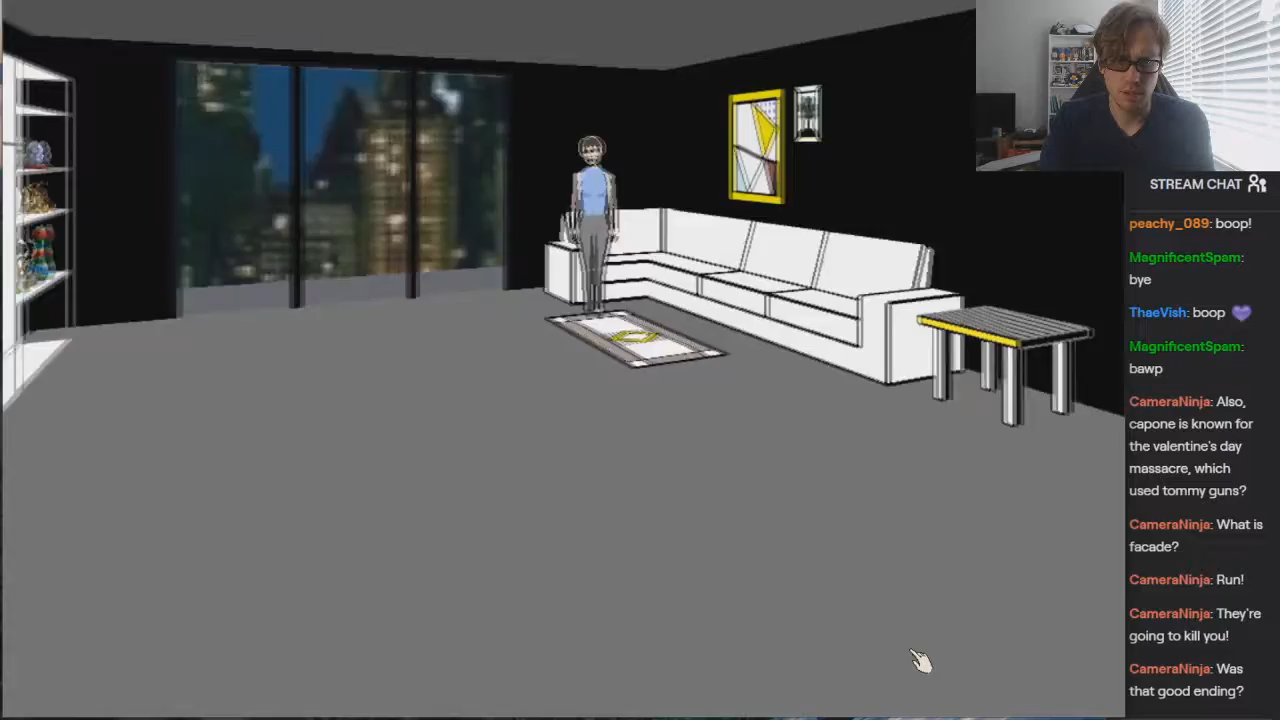 STREAM CHAT
peachy_089: boop!
MagnificentSpam:
bye
ThaeVish: boop
MagnificentSpam:
bawp
CameraNinja: Also,
capone is known for
the valentine's day
massacre, which
used tommy guns?
CameraNinja: What is
facade?
CameraNinja: Run!
CameraNinja: They're
going to kill you!
CameraNinja: Was
that good ending?